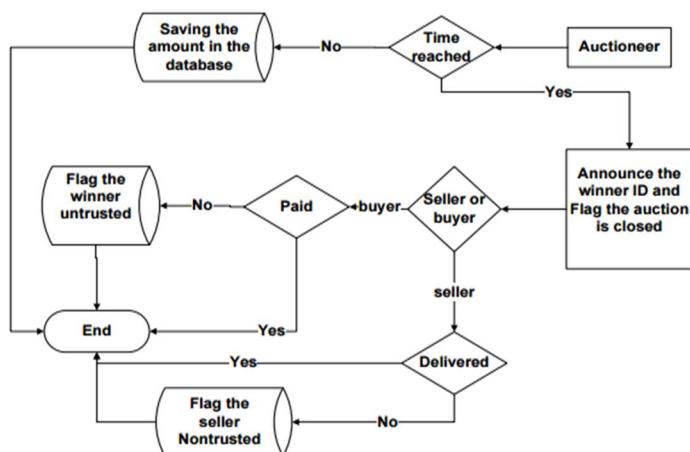 Saving the
amount in the
database
No
Time
reached
Auctioneer
Yes
Flag the
winner
untrusted
No
Paid
buyer
Seller or
buyer
Announce the
winner ID and
Flag the auction
is closed
seller
End
Yes
Yes
Delivered
Flag the
seller
Nontrusted
No